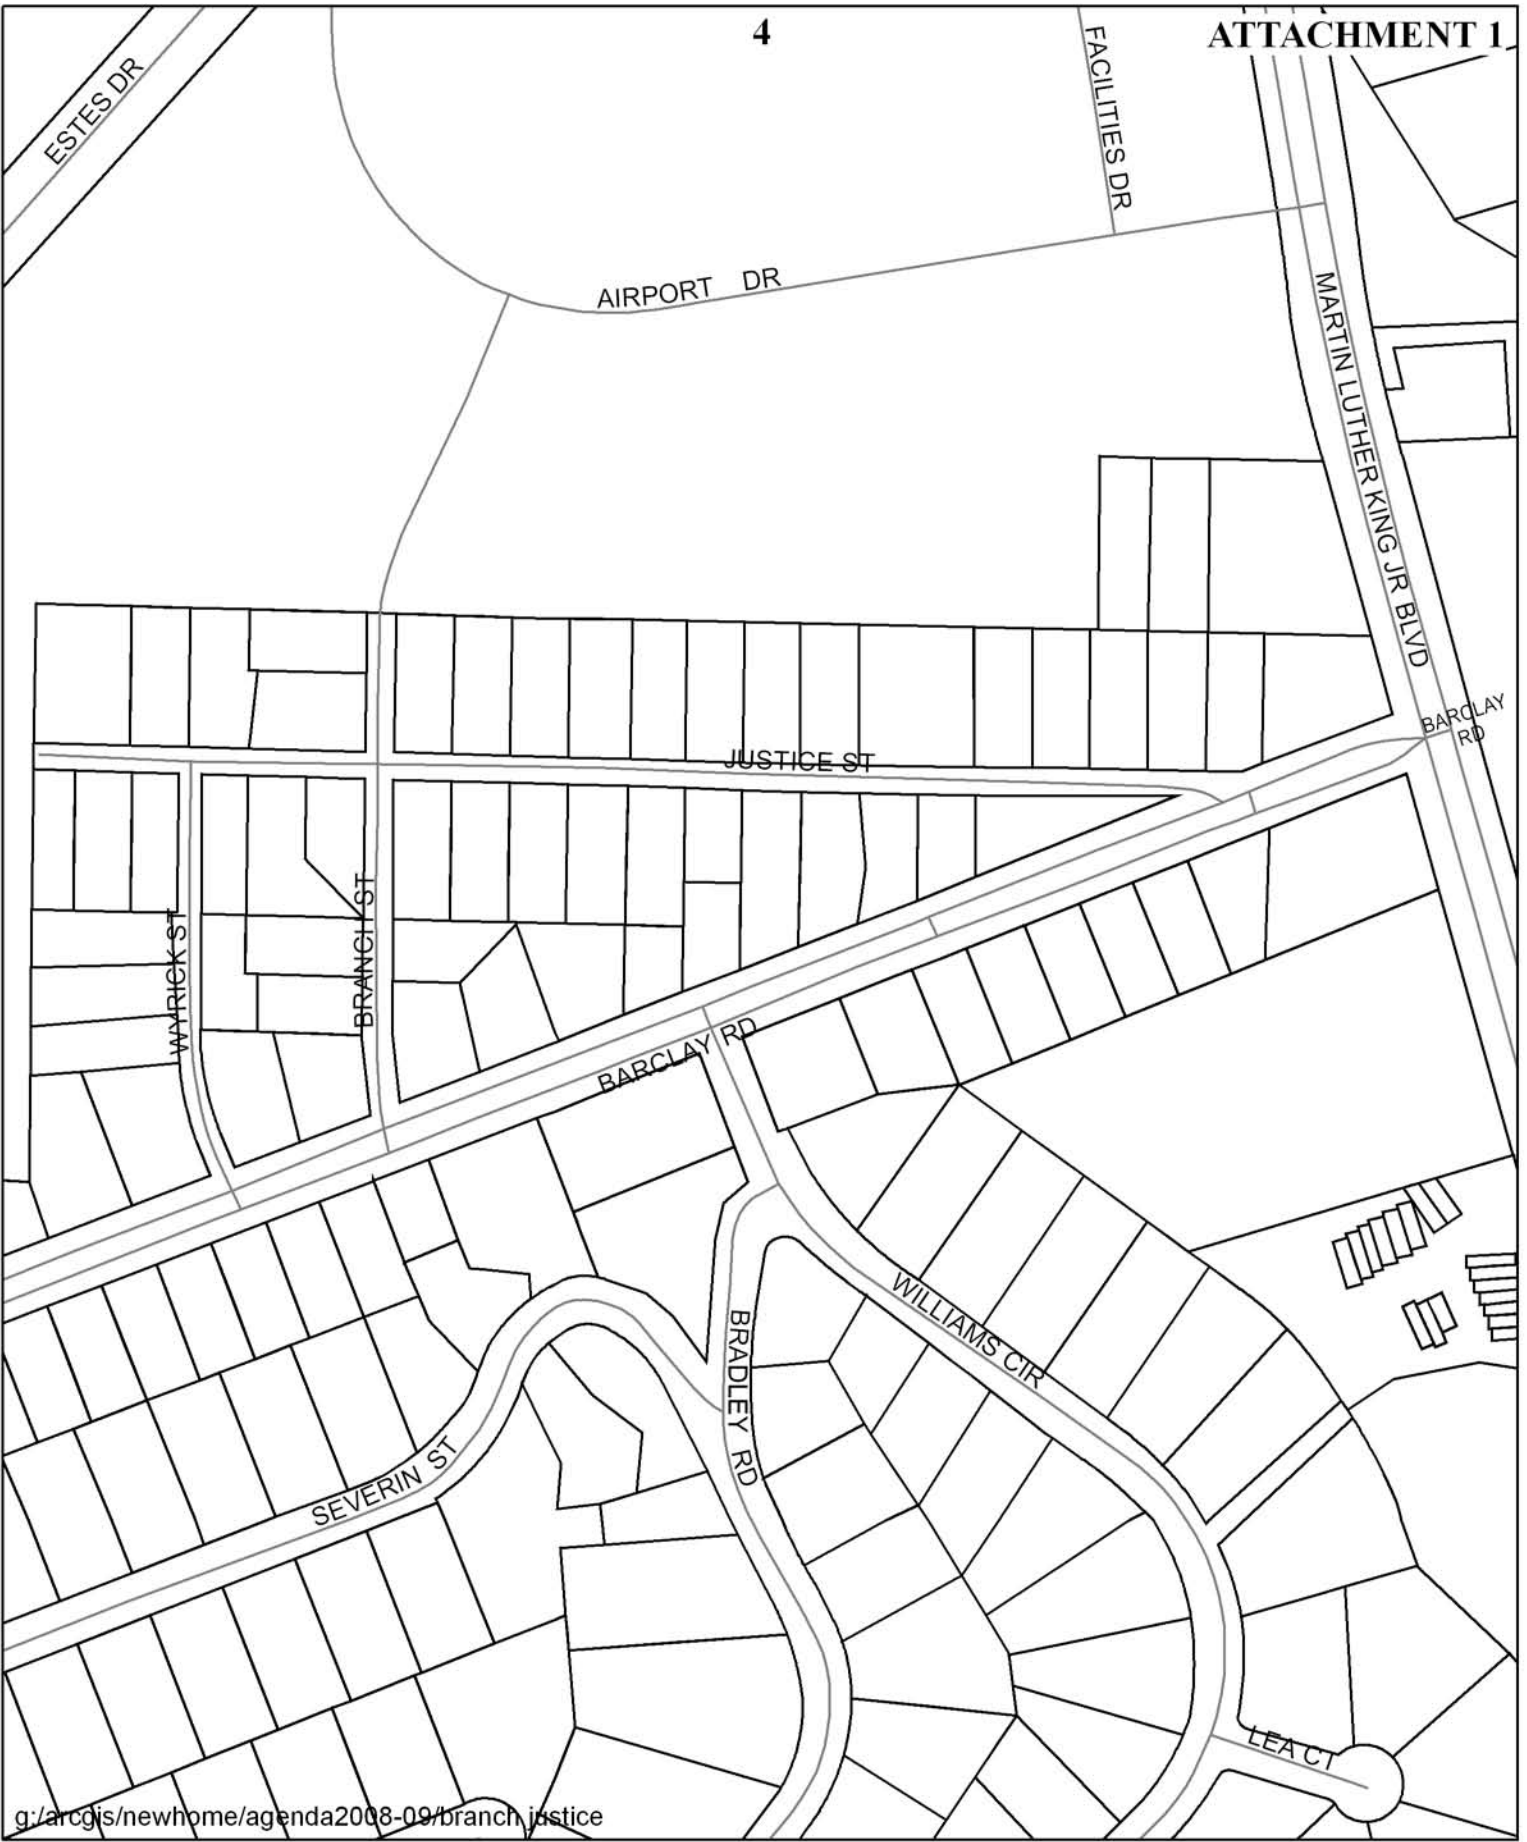 4
ATTACHMENT 1
ESTES DR
FACILITIES DR
AIRPORT DR
MARTIN LUTHER KING JR BLVD
BARCLAY
RD
JUSTICE ST
WYRICK ST
BRANCH ST
BARCLAY RD
WILLIAMS CIR
BRADLEY RD
SEVERIN ST
LEA CT
g:/arcgis/newhome/agenda2008-09/branch justice